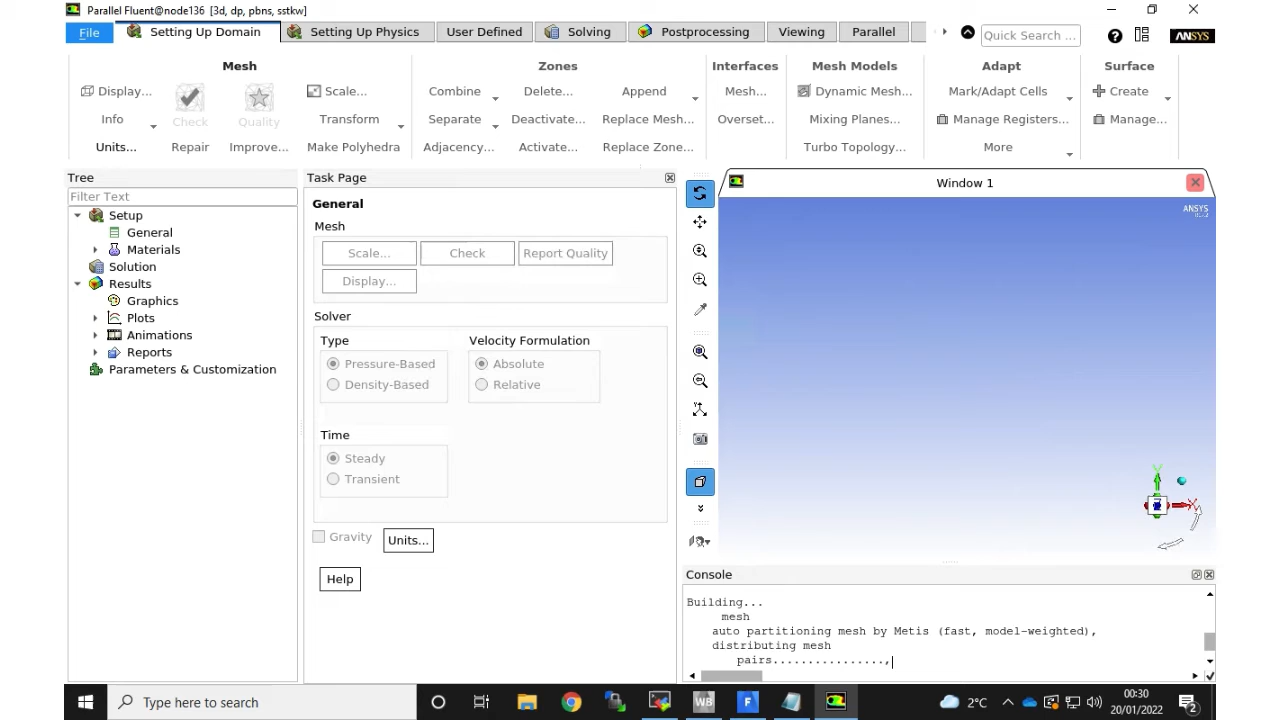 Parallel Fluent@node136 [3d, dp, pbns, sstkw]
File
Setting Up Domain
Setting Up Physics
User Defined
Solving
Postprocessing
Viewing
Parallel
Quick Search ...
ANSYS
Mesh
Display...
Info
Units...
Check
Repair
Quality
Improve...
Scale...
Transform
Make Polyhedra
Zones
Combine
Separate
Adjacency...
Delete...
Deactivate...
Activate...
Append
Replace Mesh...
Replace Zone...
Interfaces
Mesh...
Overset...
Mesh Models
Dynamic Mesh...
Mixing Planes...
Turbo Topology...
Adapt
Mark/Adapt Cells
Manage Registers...
More
Surface
Create
Manage...
Tree
Filter Text
Setup
General
Materials
Solution
Results
Graphics
Plots
Animations
Reports
Parameters & Customization
Task Page
General
Mesh
Scale...
Check
Report Quality
Display...
Solver
Type
Pressure-Based
Density-Based
Velocity Formulation
Absolute
Relative
Time
Steady
Transient
Gravity
Units...
Help
Window 1
ANSYS
Y
X
Z
Console
Building...
mesh
auto partitioning mesh by Metis (fast, model-weighted),
distributing mesh
pairs................,
Type here to search
WB
F
2°C
00:30
20/01/2022
2